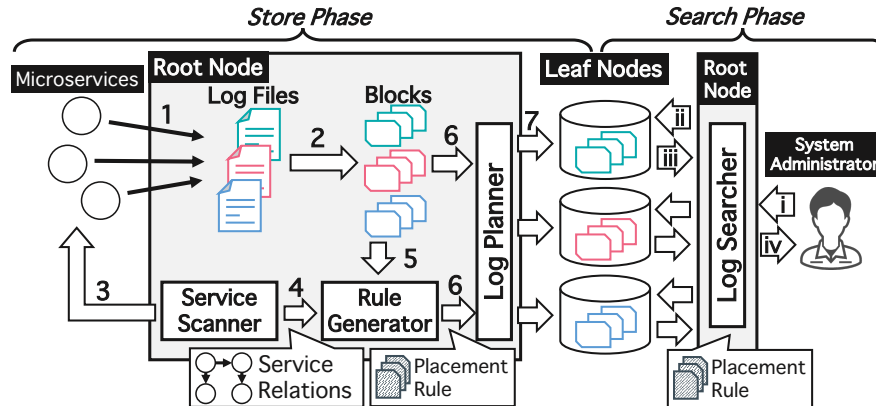 Store Phase
Search Phase
Microservices
Root Node
Log Files
Blocks
Leaf Nodes
Root
Node
System
Administrator
1
2
6
7
ii
iii
i
iv
Log Planner
Log Searcher
3
5
4
6
Service
Scanner
Rule
Generator
Service
Relations
Placement
Rule
Placement
Rule